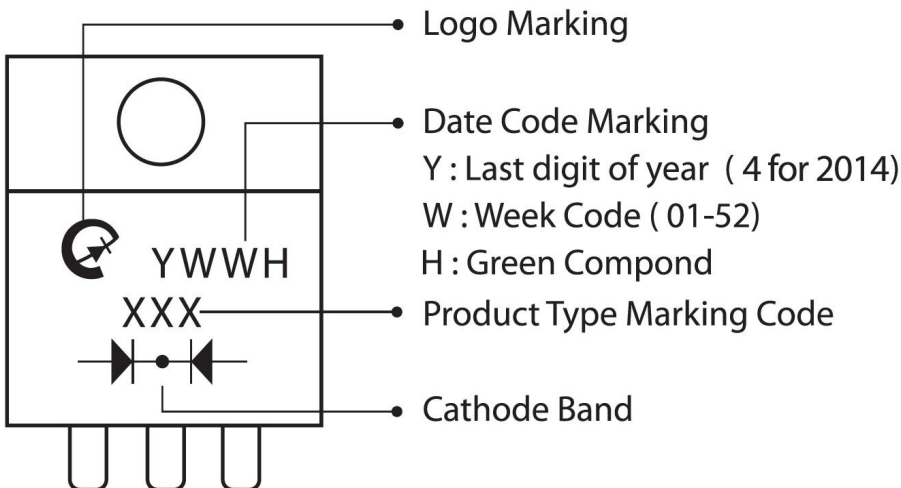 Logo Marking
Date Code Marking
Y : Last digit of year ( 4 for 2014)
W : Week Code ( 01-52)
YWWH
H : Green Compond
XXX
Product Type Marking Code
Cathode Band